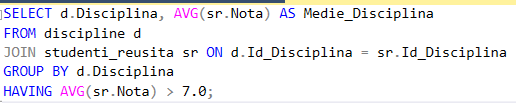 SELECT d.Disciplina, AVG(sr.Nota) AS Medie_Disciplina
FROM discipline d
JOIN studenti_reusita sr ON d.Id_Disciplina = sr.Id_Disciplina
GROUP BY d.Disciplina
HAVING AVG(sr.Nota) > 7.0;